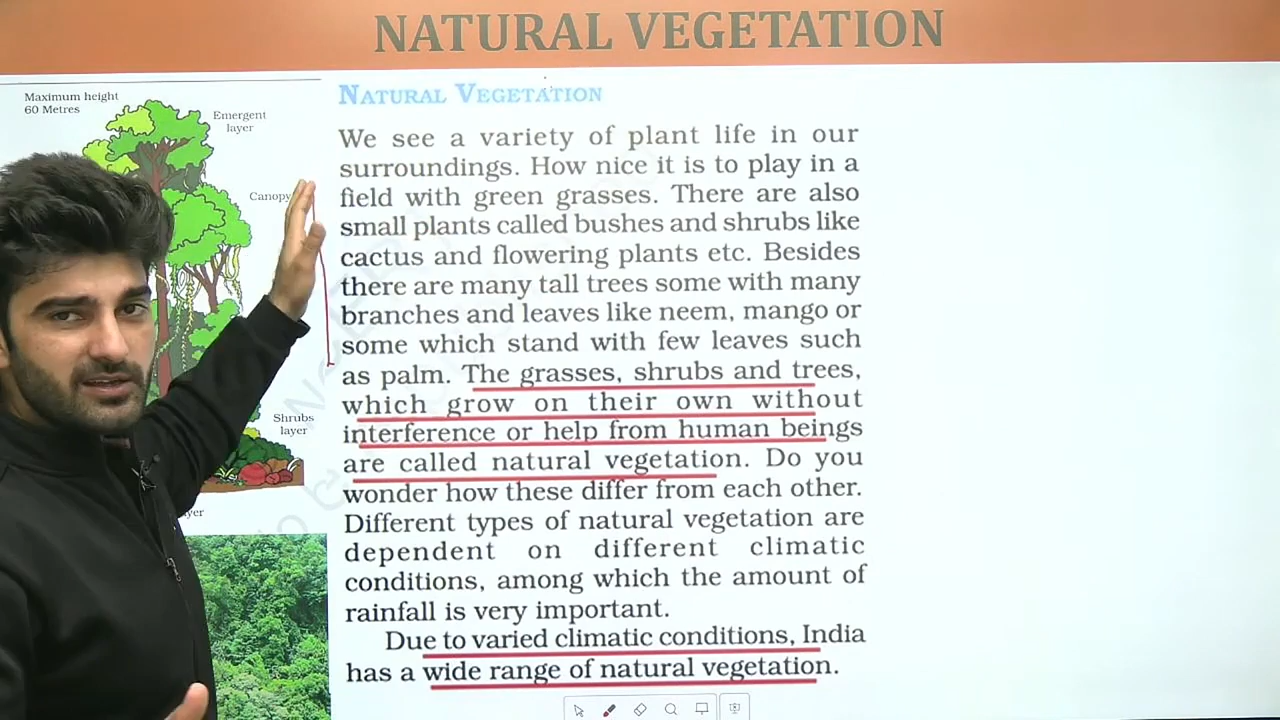 NATURAL VEGETATION
Maximum height
60 Metres
Emergent
layer
Canopy
Shrubs
layer
NATURAL VEGETATION
We see a variety of plant life in our
surroundings. How nice it is to play in a
field with green grasses. There are also
small plants called bushes and shrubs like
cactus and flowering plants etc. Besides
there are many tall trees some with many
branches and leaves like neem, mango or
some which stand with few leaves such
as palm. The grasses, shrubs and trees,
which grow on their own without
interference or help from human beings
are called natural vegetation. Do you
wonder how these differ from each other.
Different types of natural vegetation are
dependent on different climatic
conditions, among which the amount of
rainfall is very important.
Due to varied climatic conditions, India
has a wide range of natural vegetation.